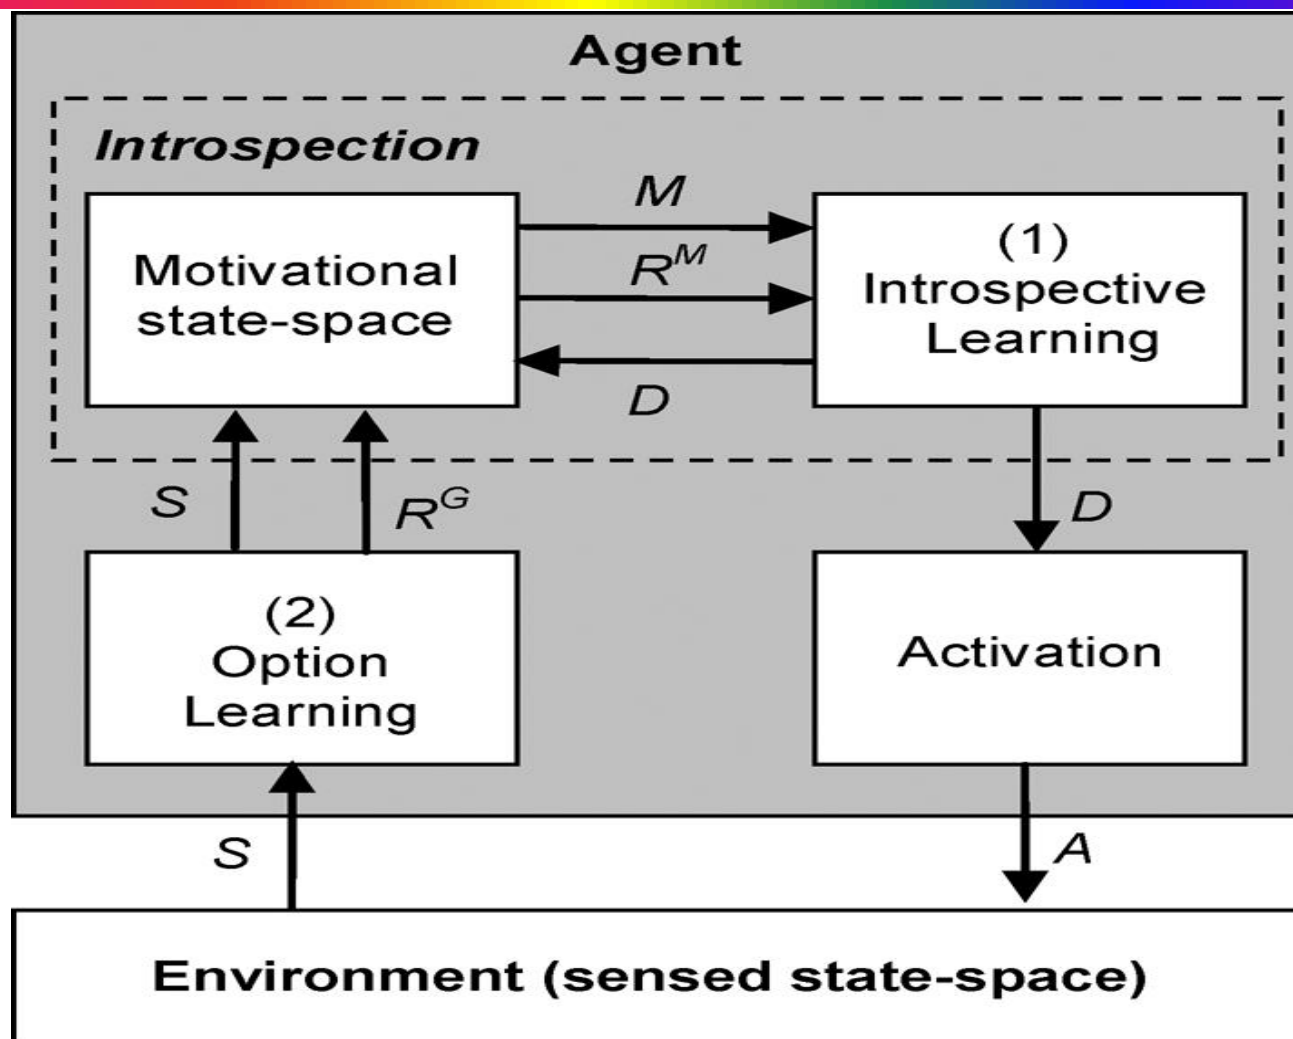 Agent
Introspection
M
Motivational
state-space
R^M
(1)
Introspective
Learning
D
S
R^G
D
(2)
Option
Learning
Activation
S
A
Environment (sensed state-space)